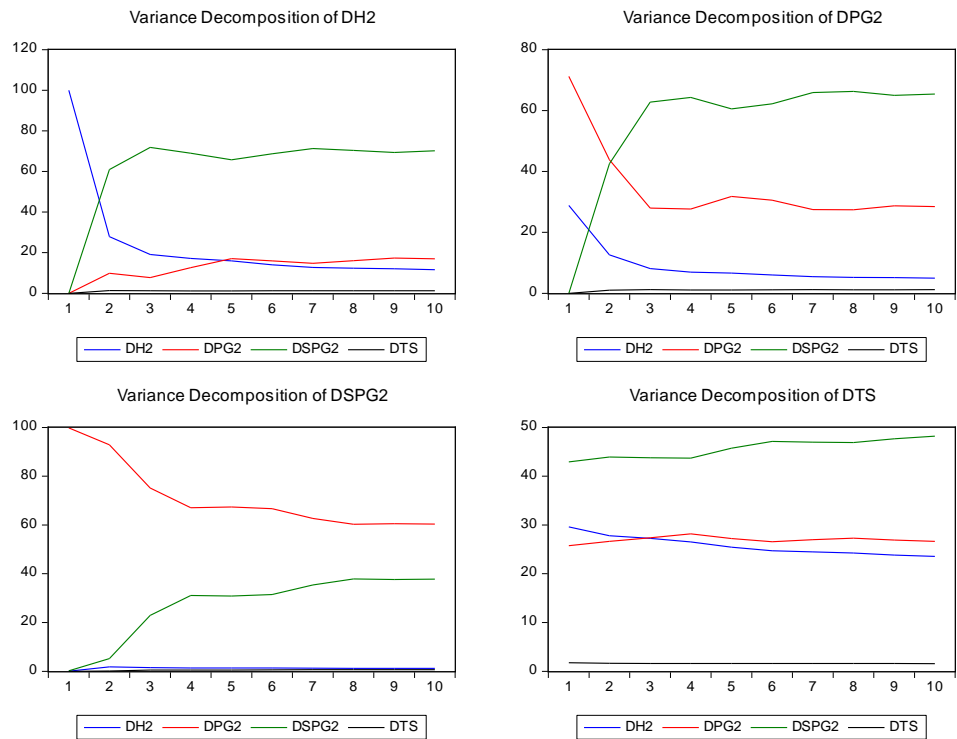 Variance Decomposition of DH2
120
100
80
60
40
20
0
1 2 3 4 5 6 7 8 9 10
DH2 DPG2 DSPG2 DTS
Variance Decomposition of DPG2
80
60
40
20
0
1 2 3 4 5 6 7 8 9 10
DH2 DPG2 DSPG2 DTS
Variance Decomposition of DSPG2
100
80
60
40
20
0
1 2 3 4 5 6 7 8 9 10
DH2 DPG2 DSPG2 DTS
Variance Decomposition of DTS
50
40
30
20
10
0
1 2 3 4 5 6 7 8 9 10
DH2 DPG2 DSPG2 DTS